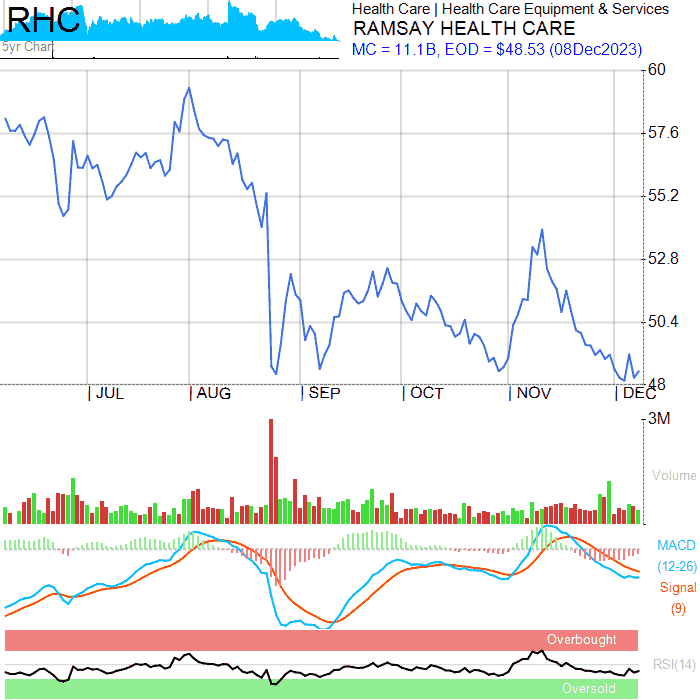 RHC
5yr Chart
Health Care | Health Care Equipment & Services
RAMSAY HEALTH CARE
MC = 11.1B, EOD = $48.53 (08Dec2023)
60
57.6
55.2
52.8
50.4
48
JUL AUG SEP OCT NOV DEC
3M
Volume
MACD
(12-26)
Signal
(9)
Overbought
RSI(14)
Oversold